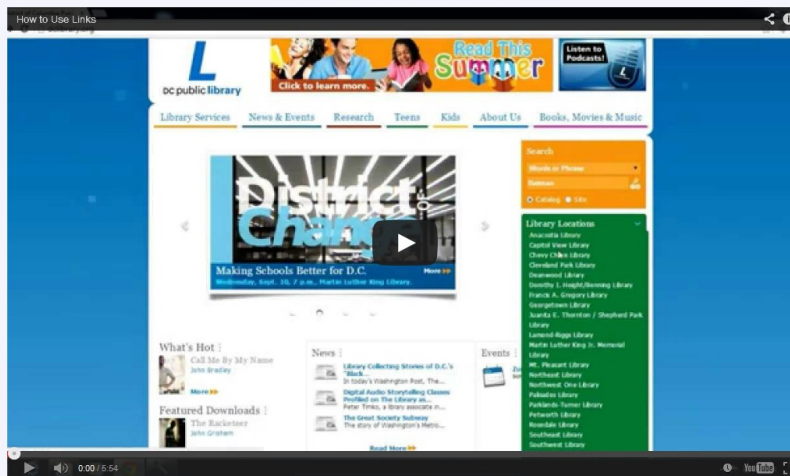 How to Use Links
Read This
Summer
Click to learn more.
Listen to
Podcasts!
L
DC public library
Library Services News & Events Research Teens Kids About Us Books, Movies & Music
District OF
Change
Making Schools Better for D.C. More
Wednesday, Sept. 10, 7 p.m., Martin Luther King Library.
Search
Words or Phrase
Batman
Catalog Site
Library Locations
Anacostia Library
Capitol View Library
Chevy Chase Library
Cleveland Park Library
Deanwood Library
Dorothy I. Height/Benning Library
Francis A. Gregory Library
Georgetown Library
Juanita E. Thornton / Shepherd Park
Library
Lamond-Riggs Library
Martin Luther King Jr. Memorial
Library
Mt. Pleasant Library
Northeast Library
Northwest One Library
Palisades Library
Parklands-Turner Library
Petworth Library
Rosedale Library
Southeast Library
Southwest Library
What's Hot
Call Me By My Name
John Bradley
More
Featured Downloads
The Racketeer
John Grisham
News
Library Collecting Stories of D.C.'s
"Black...
In today's Washington Post, The...
Digital Audio Storytelling Classes
Profiled on The Library as...
Peter Timko, a library associate in...
The Great Society Subway
The story of Washington's Metro...
Read More
Events
0:00 / 5:54
YouTube